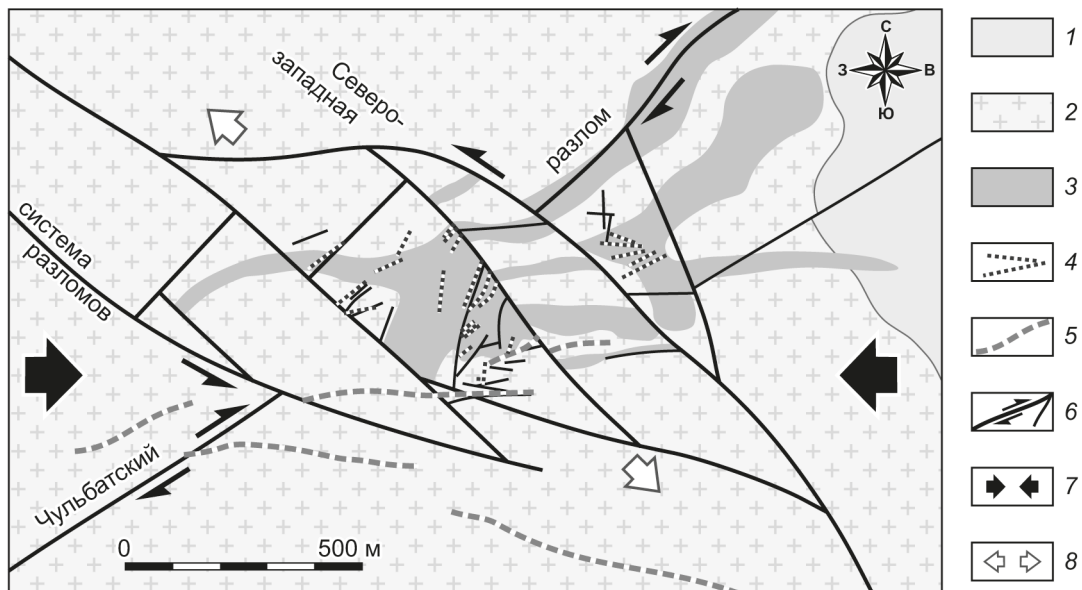 Северо-
западная
разлом
С
З
В
Ю
система
разломов
Чульбатский
0
500 м
1
2
3
4
5
6
7
8